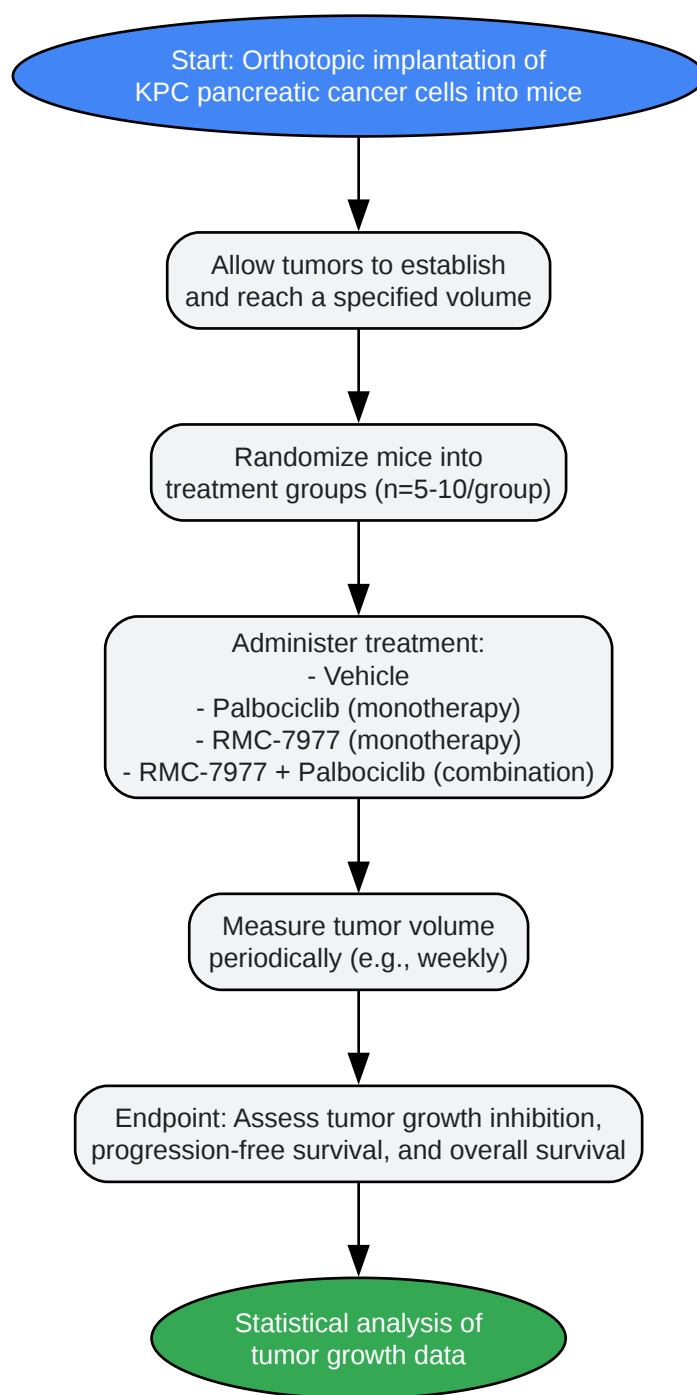 Start: Orthotopic implantation of
KPC pancreatic cancer cells into mice
Allow tumors to establish
and reach a specified volume
Randomize mice into
treatment groups (n=5-10/group)
Administer treatment:
- Vehicle
- Palbociclib (monotherapy)
- RMC-7977 (monotherapy)
- RMC-7977 + Palbociclib (combination)
Measure tumor volume
periodically (e.g., weekly)
Endpoint: Assess tumor growth inhibition,
progression-free survival, and overall survival
Statistical analysis of
tumor growth data